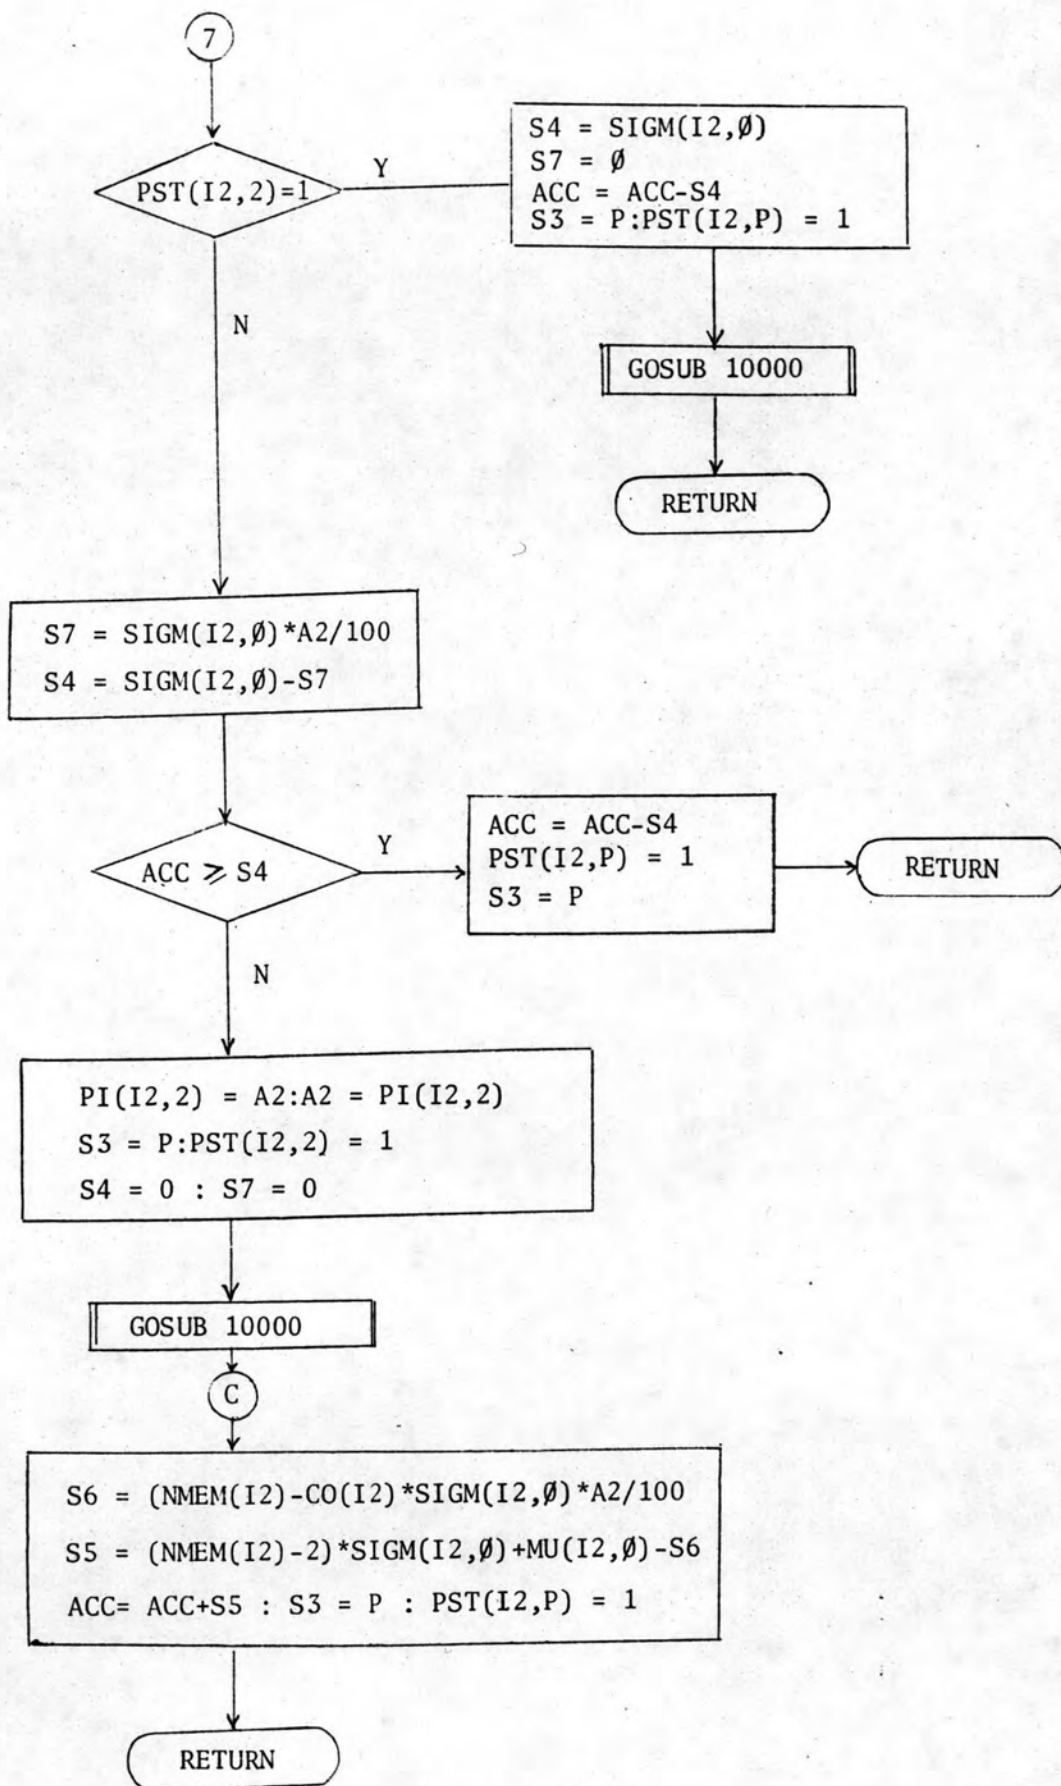 7
PST(I2,2)=1
Y
S4 = SIGM(I2,Ø)
S7 = Ø
ACC = ACC-S4
S3 = P:PST(I2,P) = 1
N
GOSUB 10000
RETURN
S7 = SIGM(I2,Ø)*A2/100
S4 = SIGM(I2,Ø)-S7
ACC ⩾ S4
Y
ACC = ACC-S4
PST(I2,P) = 1
S3 = P
RETURN
N
PI(I2,2) = A2:A2 = PI(I2,2)
S3 = P:PST(I2,2) = 1
S4 = 0 : S7 = 0
GOSUB 10000
C
S6 = (NMEM(I2)-CO(I2)*SIGM(I2,Ø)*A2/100
S5 = (NMEM(I2)-2)*SIGM(I2,Ø)+MU(I2,Ø)-S6
ACC= ACC+S5 : S3 = P : PST(I2,P) = 1
RETURN